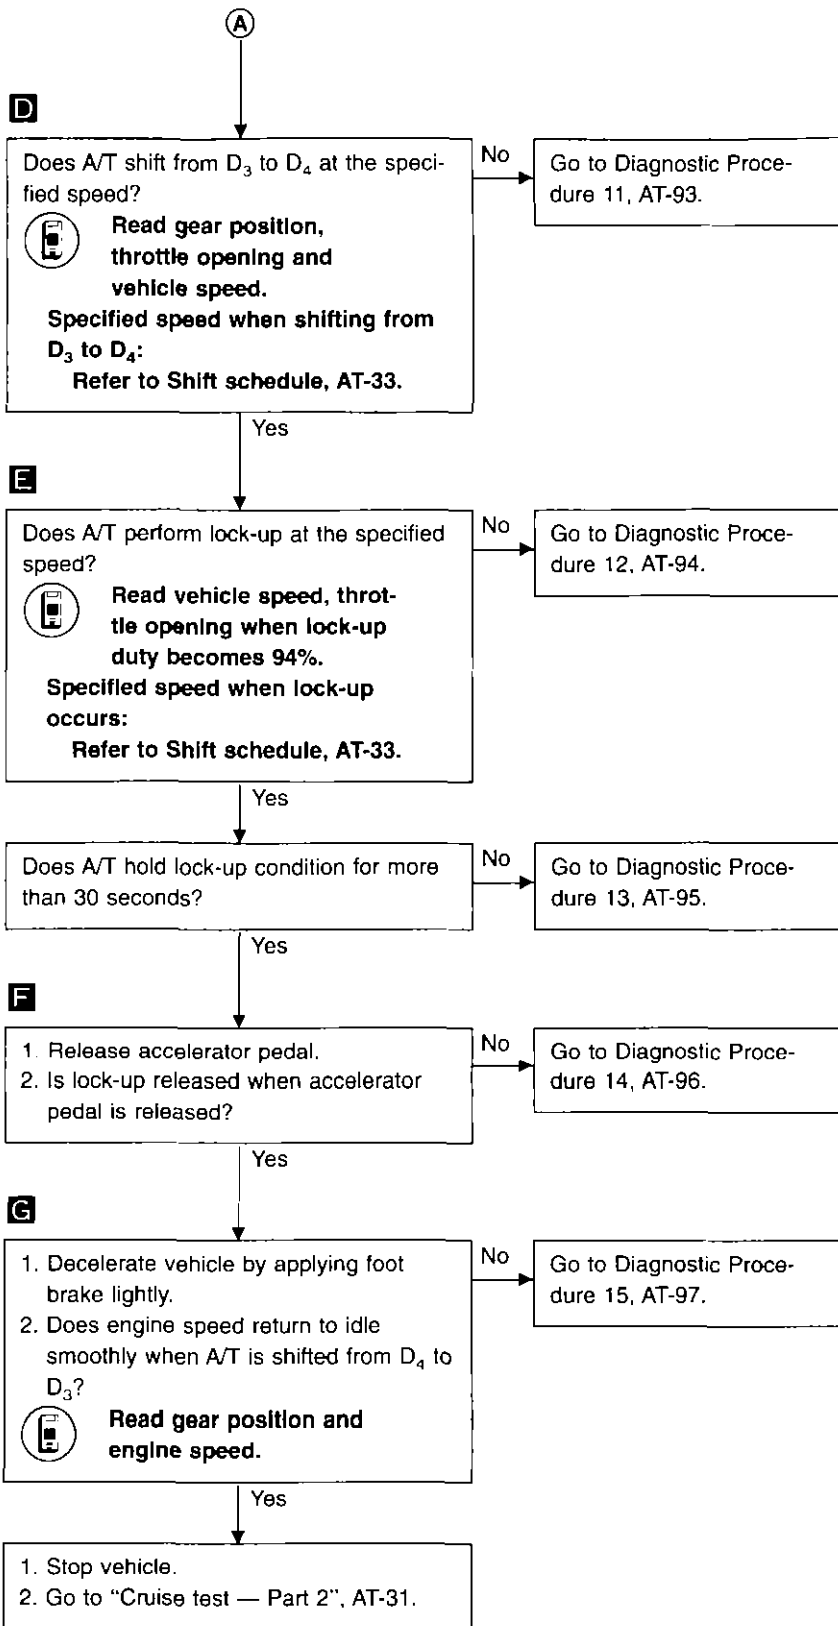 A
D
Does A/T shift from D₃ to D₄ at the speci-
fied speed?
Read gear position,
throttle opening and
vehicle speed.
Specified speed when shifting from
D₃ to D₄:
Refer to Shift schedule, AT-33.
No
Go to Diagnostic Proce-
dure 11, AT-93.
Yes
E
Does A/T perform lock-up at the specified
speed?
Read vehicle speed, throt-
tle opening when lock-up
duty becomes 94%.
Specified speed when lock-up
occurs:
Refer to Shift schedule, AT-33.
No
Go to Diagnostic Proce-
dure 12, AT-94.
Yes
Does A/T hold lock-up condition for more
than 30 seconds?
No
Go to Diagnostic Proce-
dure 13, AT-95.
Yes
F
1. Release accelerator pedal.
2. Is lock-up released when accelerator
pedal is released?
No
Go to Diagnostic Proce-
dure 14, AT-96.
Yes
G
1. Decelerate vehicle by applying foot
brake lightly.
2. Does engine speed return to idle
smoothly when A/T is shifted from D₄ to
D₃?
Read gear position and
engine speed.
No
Go to Diagnostic Proce-
dure 15, AT-97.
Yes
1. Stop vehicle.
2. Go to “Cruise test — Part 2”, AT-31.